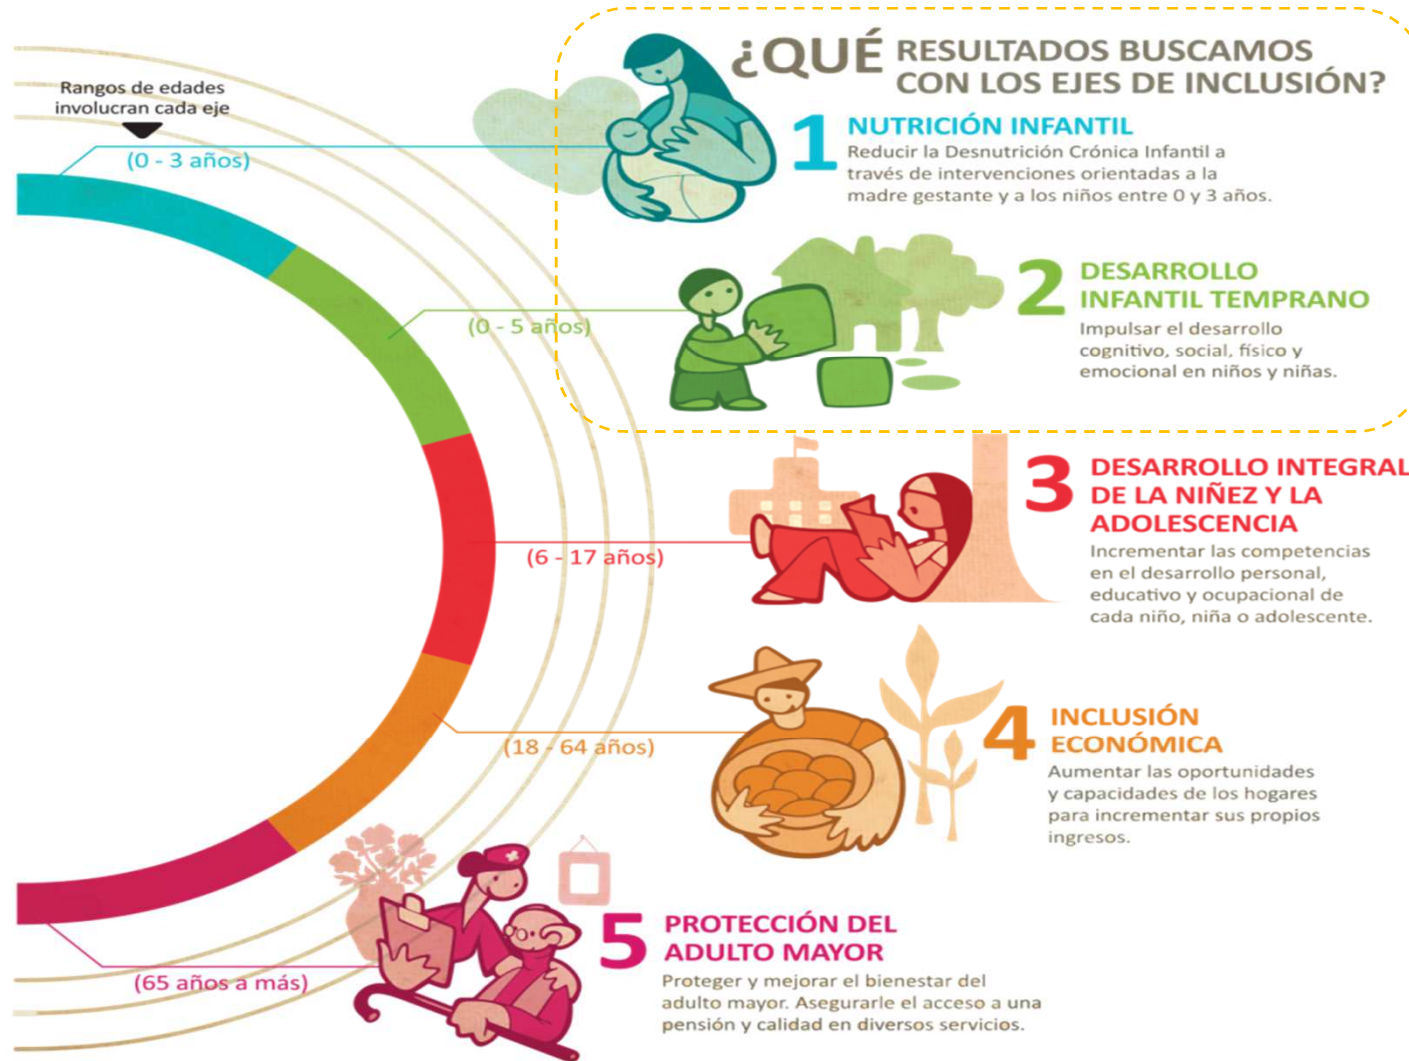 ¿QUÉ RESULTADOS BUSCAMOS
CON LOS EJES DE INCLUSIÓN?
Rangos de edades
involucran cada eje
(0 - 3 años)
1 NUTRICIÓN INFANTIL
Reducir la Desnutrición Crónica Infantil a
través de intervenciones orientadas a la
madre gestante y a los niños entre 0 y 3 años.
(0 - 5 años)
2 DESARROLLO
INFANTIL TEMPRANO
Impulsar el desarrollo
cognitivo, social, físico y
emocional en niños y niñas.
(6 - 17 años)
3 DESARROLLO INTEGRAL
DE LA NIÑEZ Y LA
ADOLESCENCIA
Incrementar las competencias
en el desarrollo personal,
educativo y ocupacional de
cada niño, niña o adolescente.
(18 - 64 años)
4 INCLUSIÓN
ECONÓMICA
Aumentar las oportunidades
y capacidades de los hogares
para incrementar sus propios
ingresos.
(65 años a más)
5 PROTECCIÓN DEL
ADULTO MAYOR
Proteger y mejorar el bienestar del
adulto mayor. Asegurarle el acceso a una
pensión y calidad en diversos servicios.